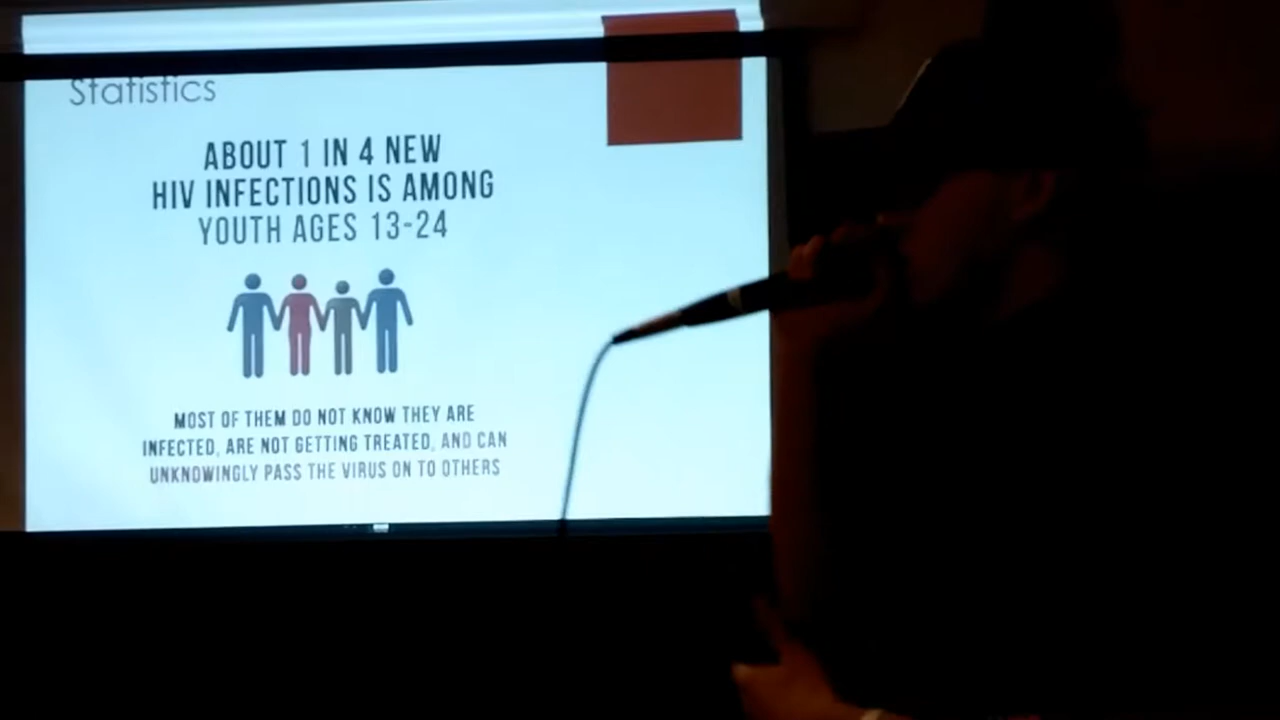 Statistics
ABOUT 1 IN 4 NEW
HIV INFECTIONS IS AMONG
YOUTH AGES 13-24
MOST OF THEM DO NOT KNOW THEY ARE
INFECTED, ARE NOT GETTING TREATED, AND CAN
UNKNOWINGLY PASS THE VIRUS ON TO OTHERS